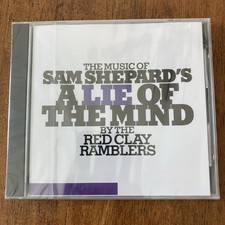 THE MUSIC OF
SAM SHEPARD'S
A LIE OF
THE MIND
BY THE
RED CLAY
RAMBLERS